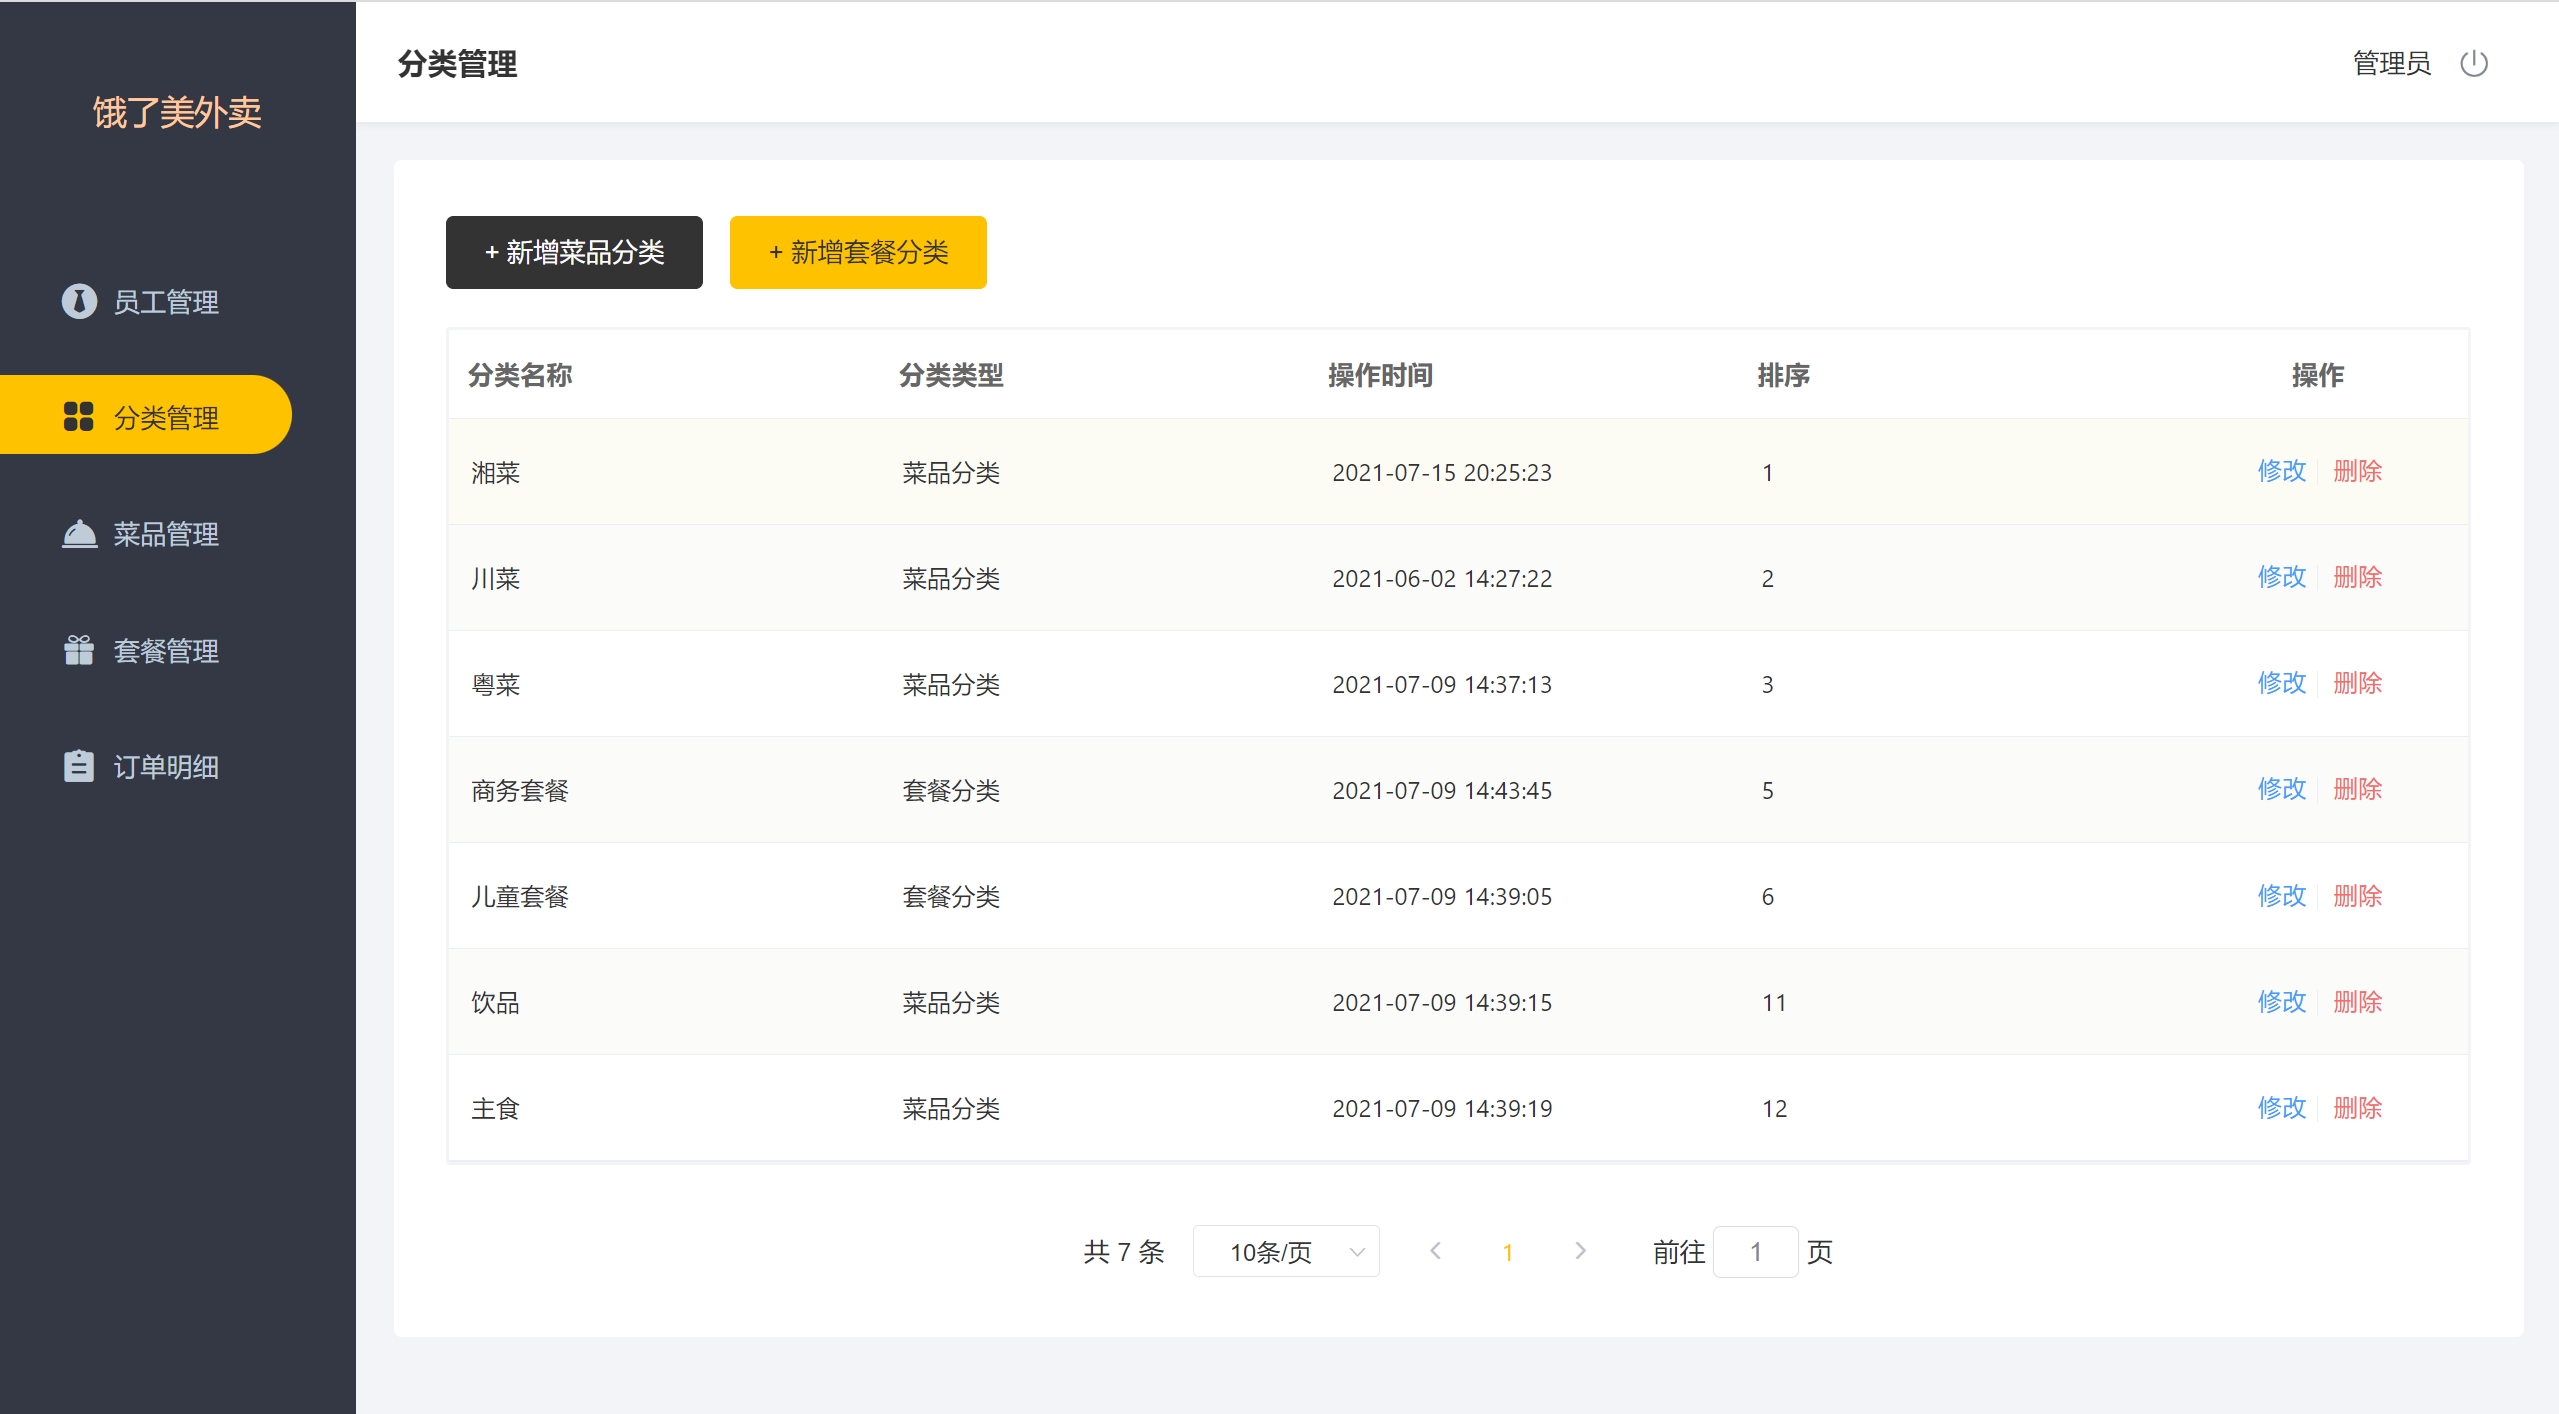 饿了美外卖
员工管理
分类管理
菜品管理
套餐管理
订单明细
分类管理
管理员
+ 新增菜品分类 + 新增套餐分类
分类名称 分类类型 操作时间 排序 操作
湘菜 菜品分类 2021-07-15 20:25:23 1 修改 删除
川菜 菜品分类 2021-06-02 14:27:22 2 修改 删除
粤菜 菜品分类 2021-07-09 14:37:13 3 修改 删除
商务套餐 套餐分类 2021-07-09 14:43:45 5 修改 删除
儿童套餐 套餐分类 2021-07-09 14:39:05 6 修改 删除
饮品 菜品分类 2021-07-09 14:39:15 11 修改 删除
主食 菜品分类 2021-07-09 14:39:19 12 修改 删除
共 7 条 10条/页 1 前往 1 页